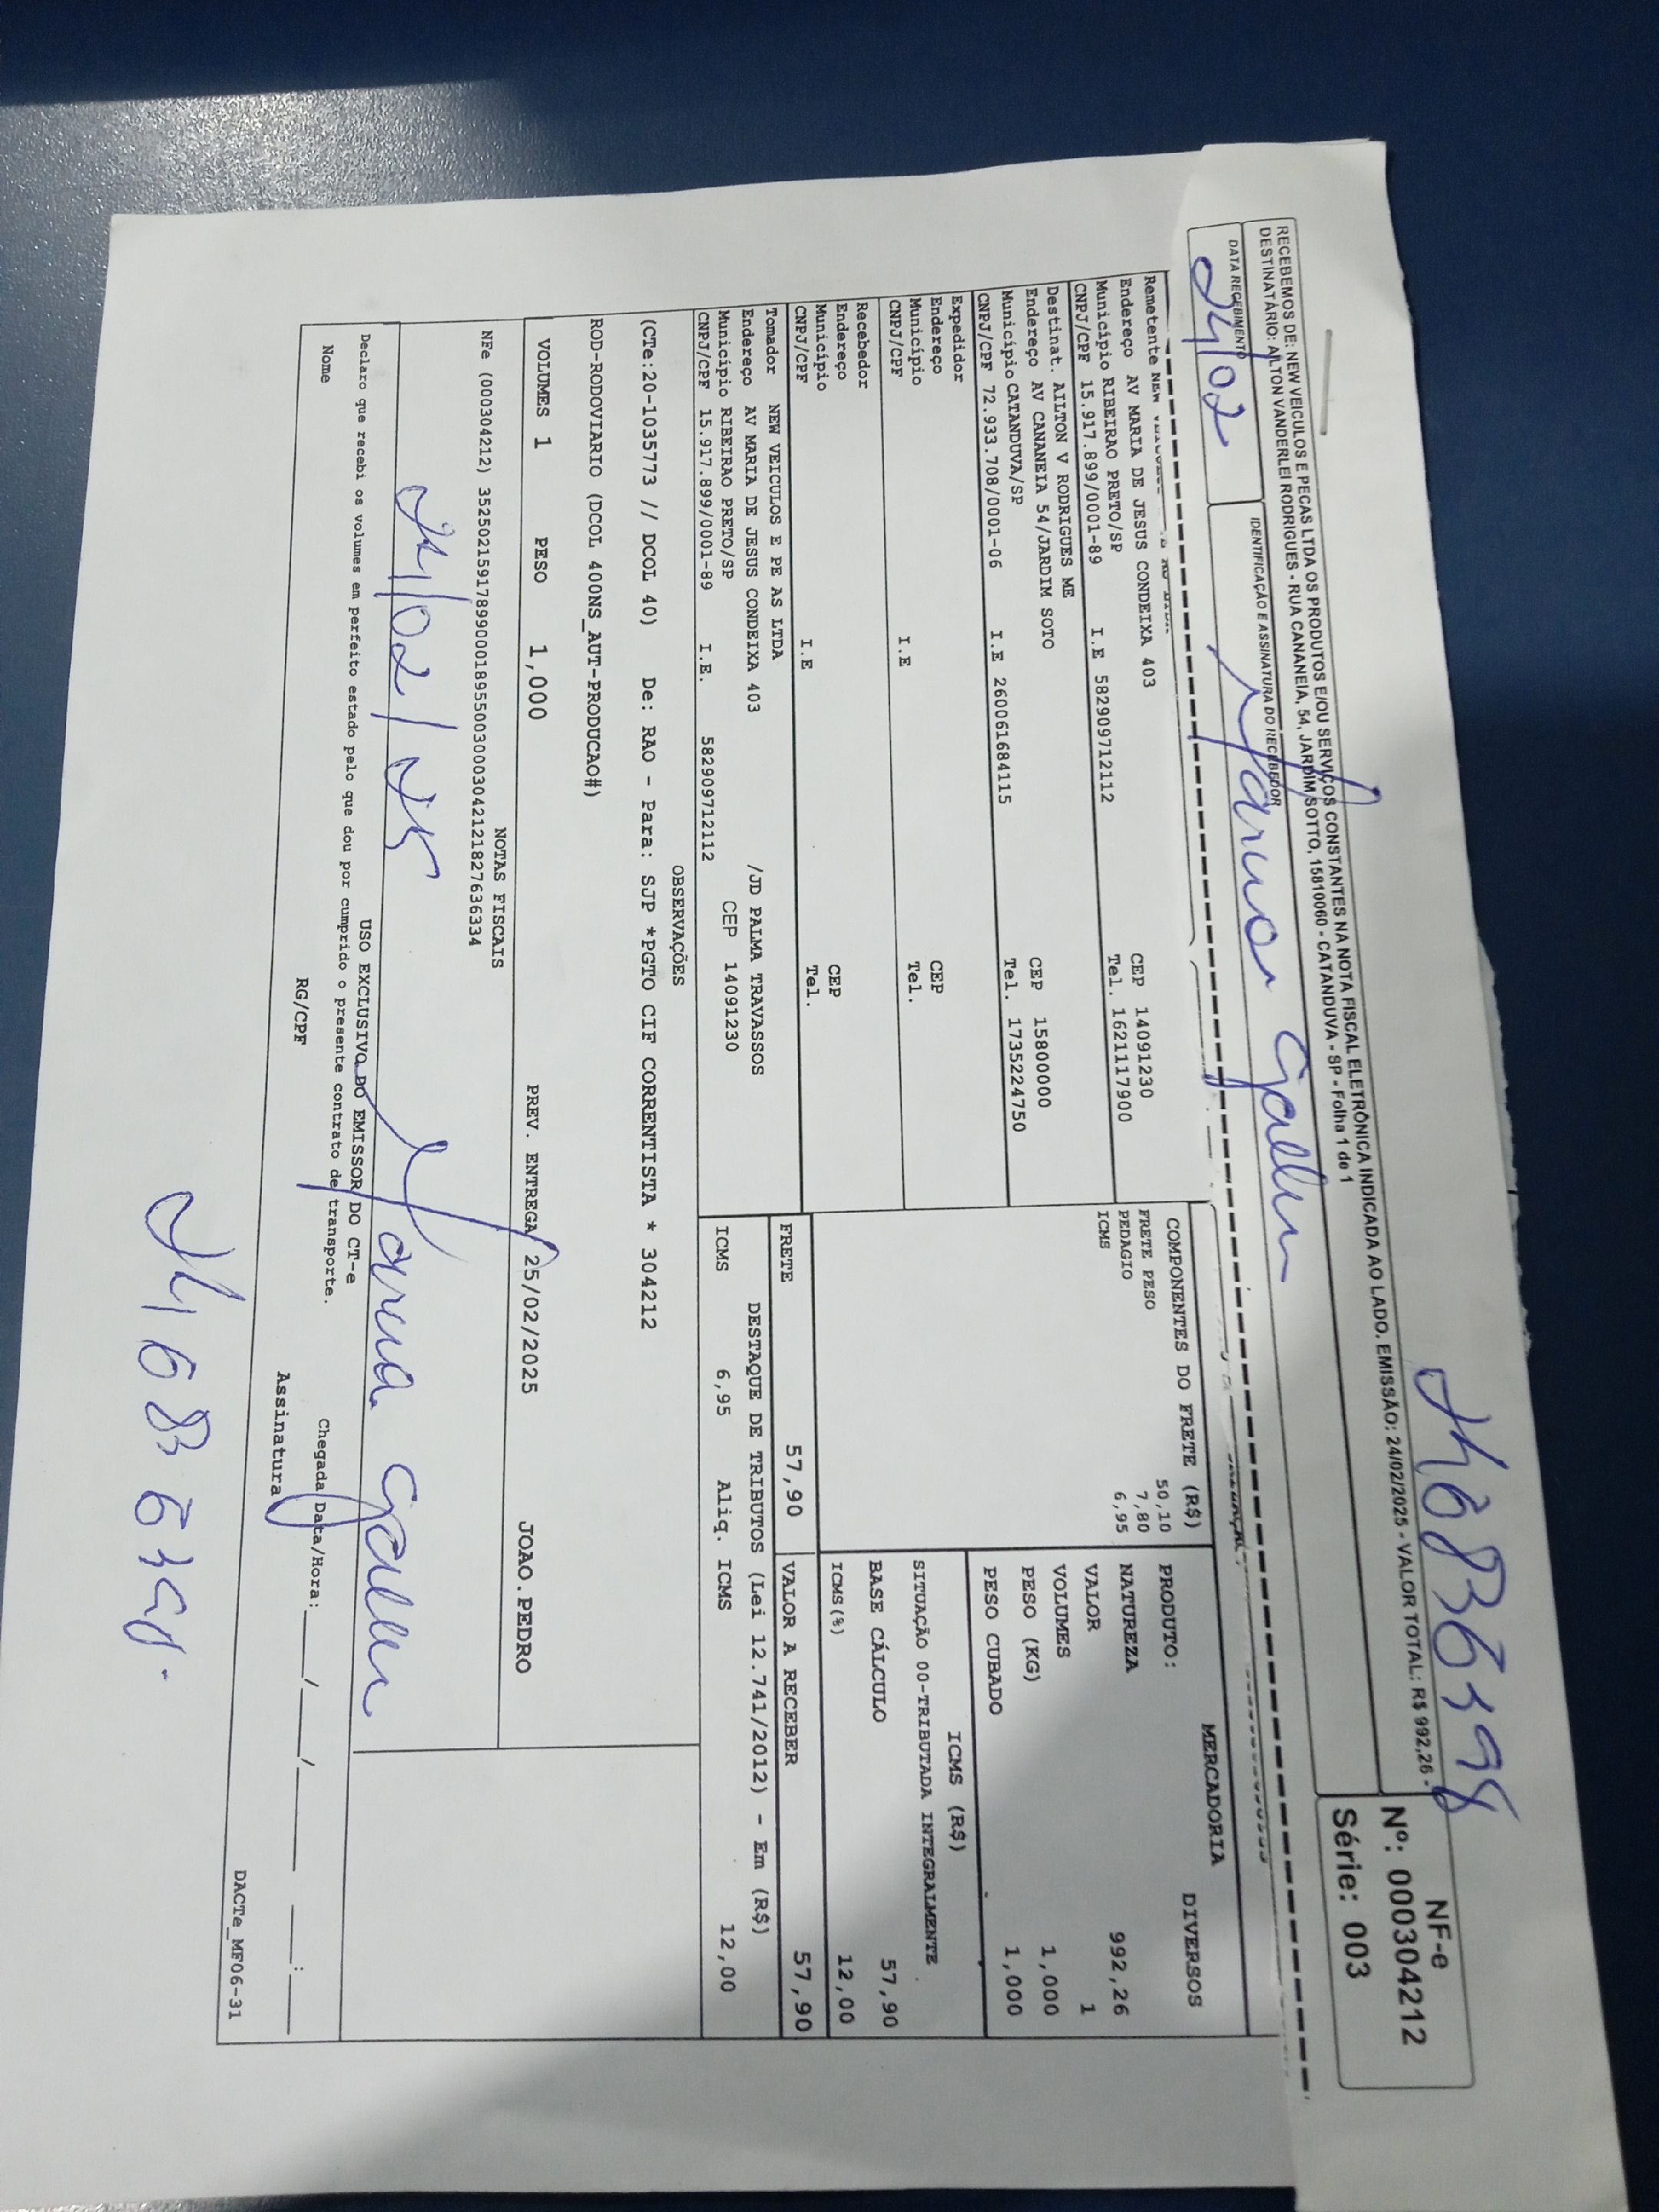 RECEBEMOS DE: NEW VEICULOS E PECAS LTDA OS PRODUTOS E/OU SERVIÇOS CONSTANTES NA NOTA FISCAL ELETRÔNICA INDICADA AO LADO. EMISSÃO: 24/02/2025 - VALOR TOTAL: R$ 992,26 -
DESTINATÁRIO: AILTON VANDERLEI RODRIGUES - RUA CANANEIA, 54, JARDIM SOTTO, 15810060 - CATANDUVA - SP - Folha 1 de 1
NF-e
Nº: 000304212
Série: 003
DATA RECEBIMENTO
24/02
IDENTIFICAÇÃO E ASSINATURA DO RECEBEDOR
Remetente NEW
Endereço AV MARIA DE JESUS CONDEIXA 403 CEP 14091230
Município RIBEIRAO PRETO/SP Tel. 1621117900
CNPJ/CPF 15.917.899/0001-89 I.E 582909712112
Destinat. AILTON V RODRIGUES ME
Endereço AV CANANEIA 54/JARDIM SOTO CEP 15800000
Município CATANDUVA/SP Tel. 1735224750
CNPJ/CPF 72.933.708/0001-06 I.E 260061684115
Expedidor
Endereço CEP
Município Tel.
CNPJ/CPF I.E
Recebedor
Endereço CEP
Município Tel.
CNPJ/CPF I.E
COMPONENTES DO FRETE (R$)
FRETE PESO 50,10
PEDAGIO 7,80
ICMS 6,95
MERCADORIA
PRODUTO: DIVERSOS
NATUREZA
VALOR 992,26
VOLUMES 1
PESO (KG) 1,000
PESO CUBADO 1,000
ICMS (R$)
SITUAÇÃO 00-TRIBUTADA INTEGRALMENTE
BASE CÁLCULO 57,90
ICMS(%) 12,00
FRETE 57,90 VALOR A RECEBER 57,90
Tomador NEW VEICULOS E PE AS LTDA
Endereço AV MARIA DE JESUS CONDEIXA 403 /JD PALMA TRAVASSOS
Município RIBEIRAO PRETO/SP CEP 14091230
CNPJ/CPF 15.917.899/0001-89 I.E. 582909712112
DESTAQUE DE TRIBUTOS (Lei 12.741/2012) - Em (R$)
ICMS 6,95 Aliq. ICMS 12,00
OBSERVAÇÕES
(CTe:20-1035773 // DCOL 40) De: RAO - Para: SJP *PGTO CIF CORRENTISTA * 304212
ROD-RODOVIARIO (DCOL 400NS_AUT-PRODUCAO#)
VOLUMES 1 PESO 1,000 PREV. ENTREGA 25/02/2025 JOAO.PEDRO
NOTAS FISCAIS
NFe (000304212) 35250215917899000189550030003042121827636334
USO EXCLUSIVO DO EMISSOR DO CT-e
Declaro que recebi os volumes em perfeito estado pelo que dou por cumprido o presente contrato de transporte.
Nome RG/CPF Assinatura Chegada Data/Hora: ____/____/______ ____:____
DACTe_MF06-31